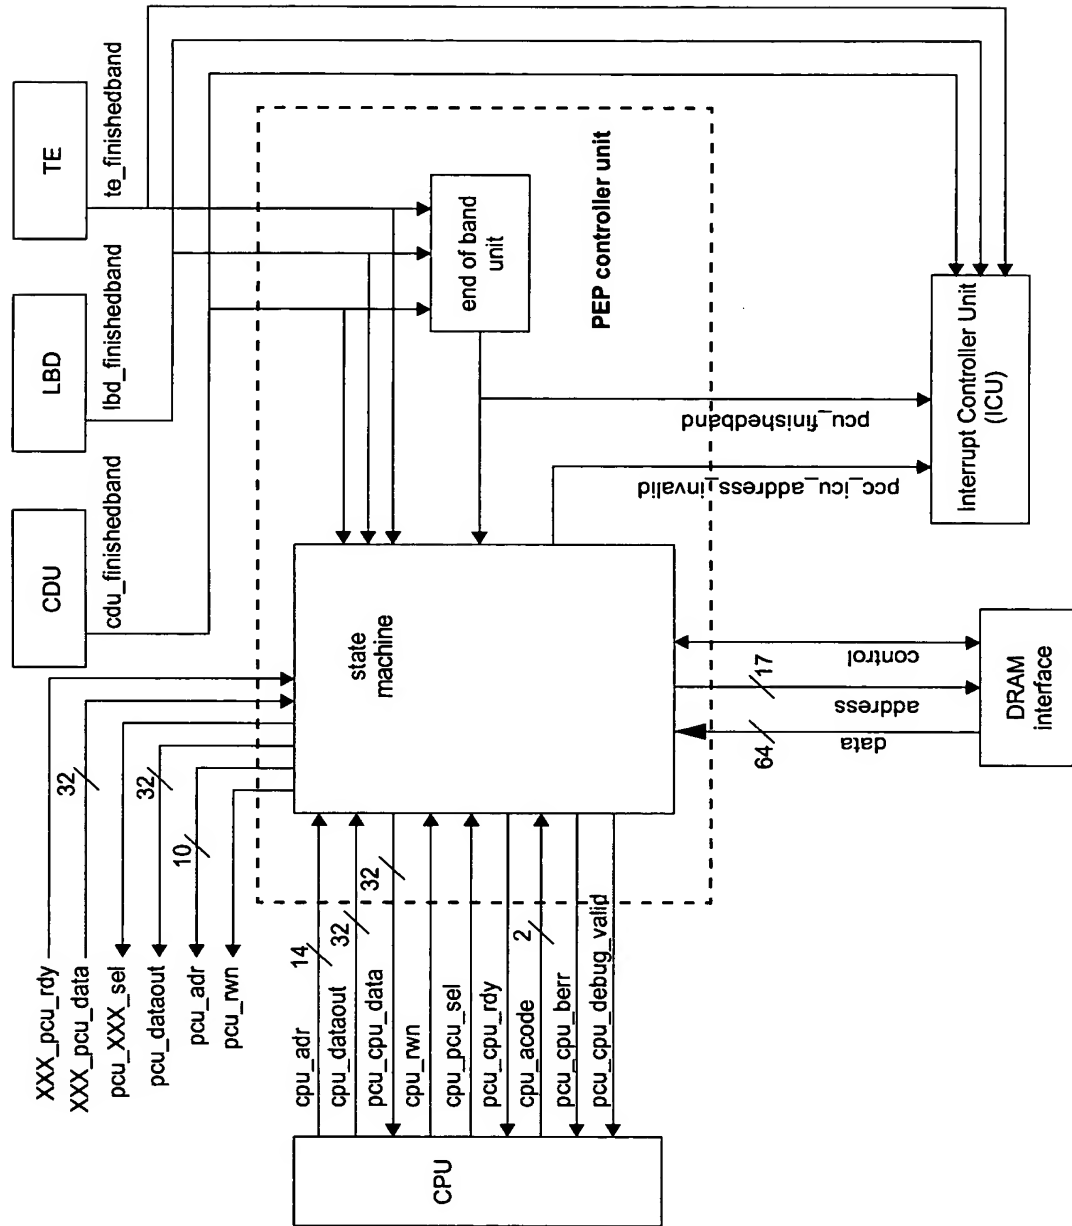 TE
te_finishedband
LBD
lbd_finishedband
CDU
cdu_finishedband
XXX_pcu_rdy
XXX_pcu_data
32
pcu_XXX_sel
pcu_dataout
32
pcu_adr
10
pcu_rwn
PEP controller unit
end of band
unit
state
machine
pcu_finishedband
pcc_icu_address_invalid
Interrupt Controller Unit
(ICU)
CPU
cpu_adr
14
cpu_dataout
32
pcu_cpu_data
32
cpu_rwn
cpu_pcu_sel
pcu_cpu_rdy
cpu_acode
2
pcu_cpu_berr
pcu_cpu_debug_valid
control
17
address
64
data
DRAM
interface